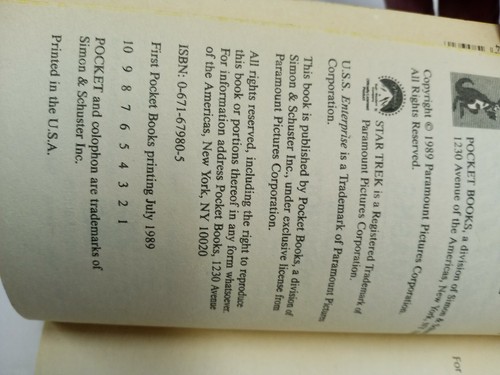 POCKET BOOKS, a division of Simon &
1230 Avenue of the Americas, New York, NY
Copyright © 1989 Paramount Pictures Corporation.
All Rights Reserved.
STAR TREK is a Registered Trademark of
Paramount Pictures Corporation.
U.S.S. Enterprise is a Trademark of Paramount Pictures
Corporation.
This book is published by Pocket Books, a division of
Simon & Schuster Inc., under exclusive license from
Paramount Pictures Corporation.
All rights reserved, including the right to reproduce
this book or portions thereof in any form whatsoever.
For information address Pocket Books, 1230 Avenue
of the Americas, New York, NY 10020
ISBN: 0-671-67980-5
First Pocket Books printing July 1989
10 9 8 7 6 5 4 3 2 1
POCKET and colophon are trademarks of
Simon & Schuster Inc.
Printed in the U.S.A.
For